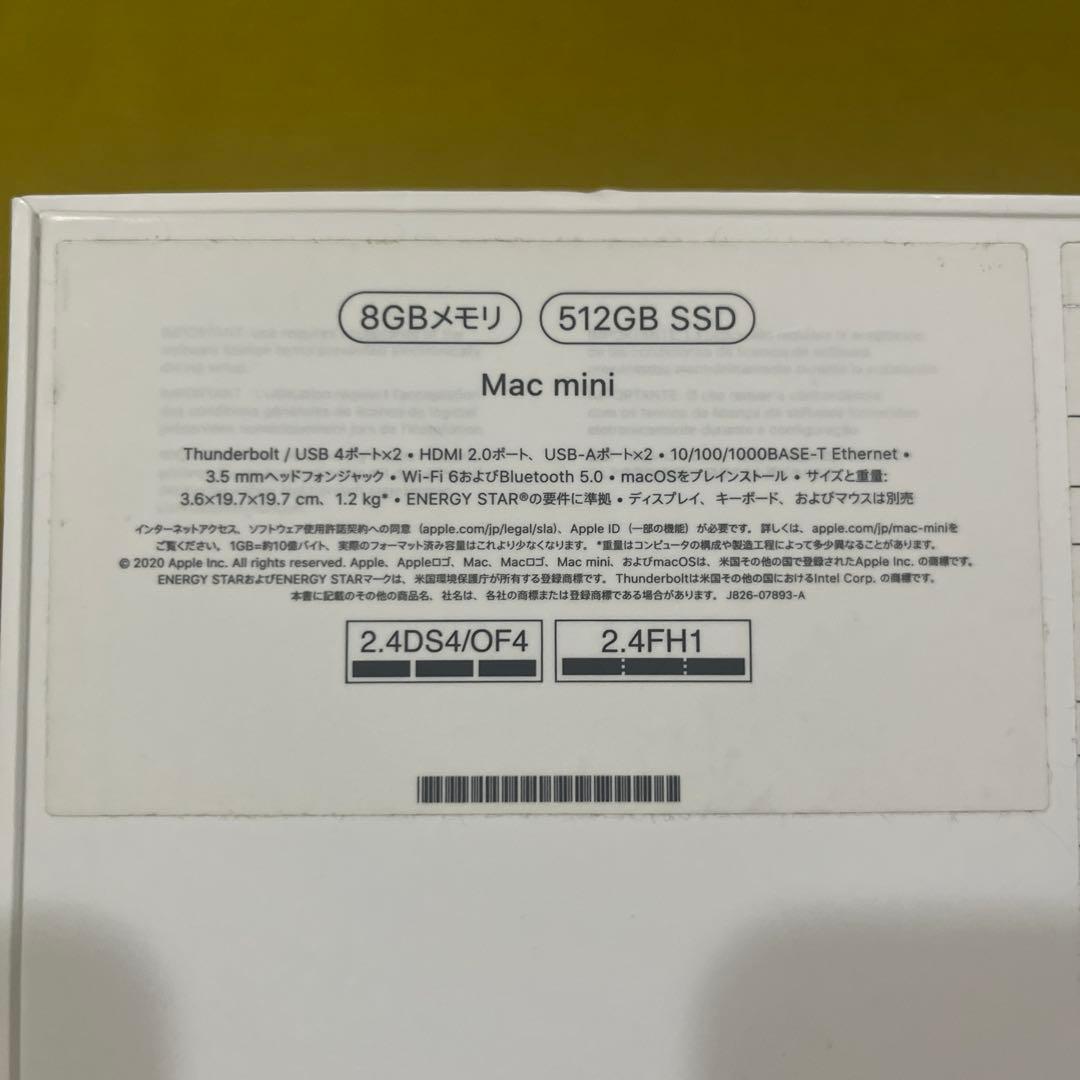 8GBメモリ 512GB SSD
Mac mini
Thunderbolt / USB 4ポート×2 • HDMI 2.0ポート、USB-Aポート×2 • 10/100/1000BASE-T Ethernet •
3.5 mmヘッドフォンジャック • Wi-Fi 6およびBluetooth 5.0 • macOSをプレインストール • サイズと重量:
3.6×19.7×19.7 cm、1.2 kg* • ENERGY STAR®の要件に準拠 • ディスプレイ、キーボード、およびマウスは別売
インターネットアクセス、ソフトウェア使用許諾契約への同意（apple.com/jp/legal/sla）、Apple ID（一部の機能）が必要です。詳しくは、apple.com/jp/mac-miniを
ご覧ください。1GB=約10億バイト、実際のフォーマット済み容量はこれより少なくなります。*重量はコンピュータの構成や製造工程によって多少異なることがあります。
© 2020 Apple Inc. All rights reserved. Apple、Appleロゴ、Mac、Macロゴ、Mac mini、およびmacOSは、米国その他の国で登録されたApple Inc. の商標です。
ENERGY STARおよびENERGY STARマークは、米国環境保護庁が所有する登録商標です。Thunderboltは米国その他の国におけるIntel Corp. の商標です。
本書に記載のその他の商品名、社名は、各社の商標または登録商標である場合があります。J826-07893-A
2.4DS4/OF4 2.4FH1